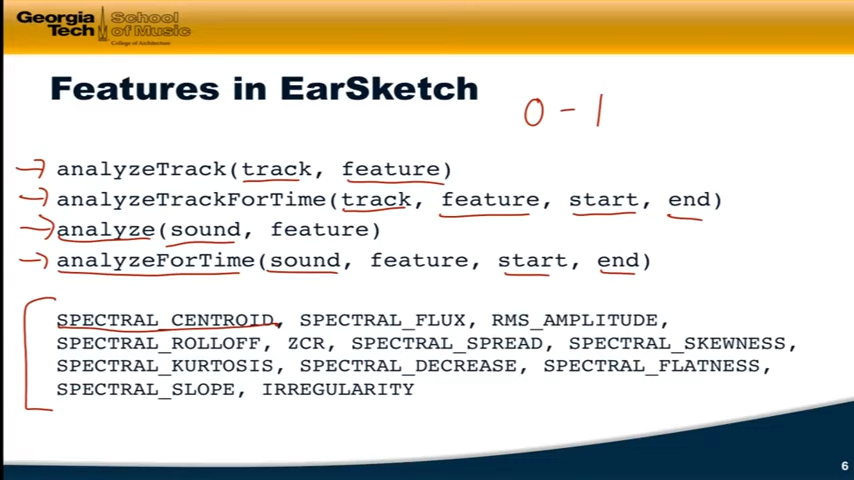 Georgia Tech School of Music
College of Architecture
Features in EarSketch
0 - 1
analyzeTrack(track, feature)
analyzeTrackForTime(track, feature, start, end)
analyze(sound, feature)
analyzeForTime(sound, feature, start, end)
SPECTRAL_CENTROID, SPECTRAL_FLUX, RMS_AMPLITUDE,
SPECTRAL_ROLLOFF, ZCR, SPECTRAL_SPREAD, SPECTRAL_SKEWNESS,
SPECTRAL_KURTOSIS, SPECTRAL_DECREASE, SPECTRAL_FLATNESS,
SPECTRAL_SLOPE, IRREGULARITY
6